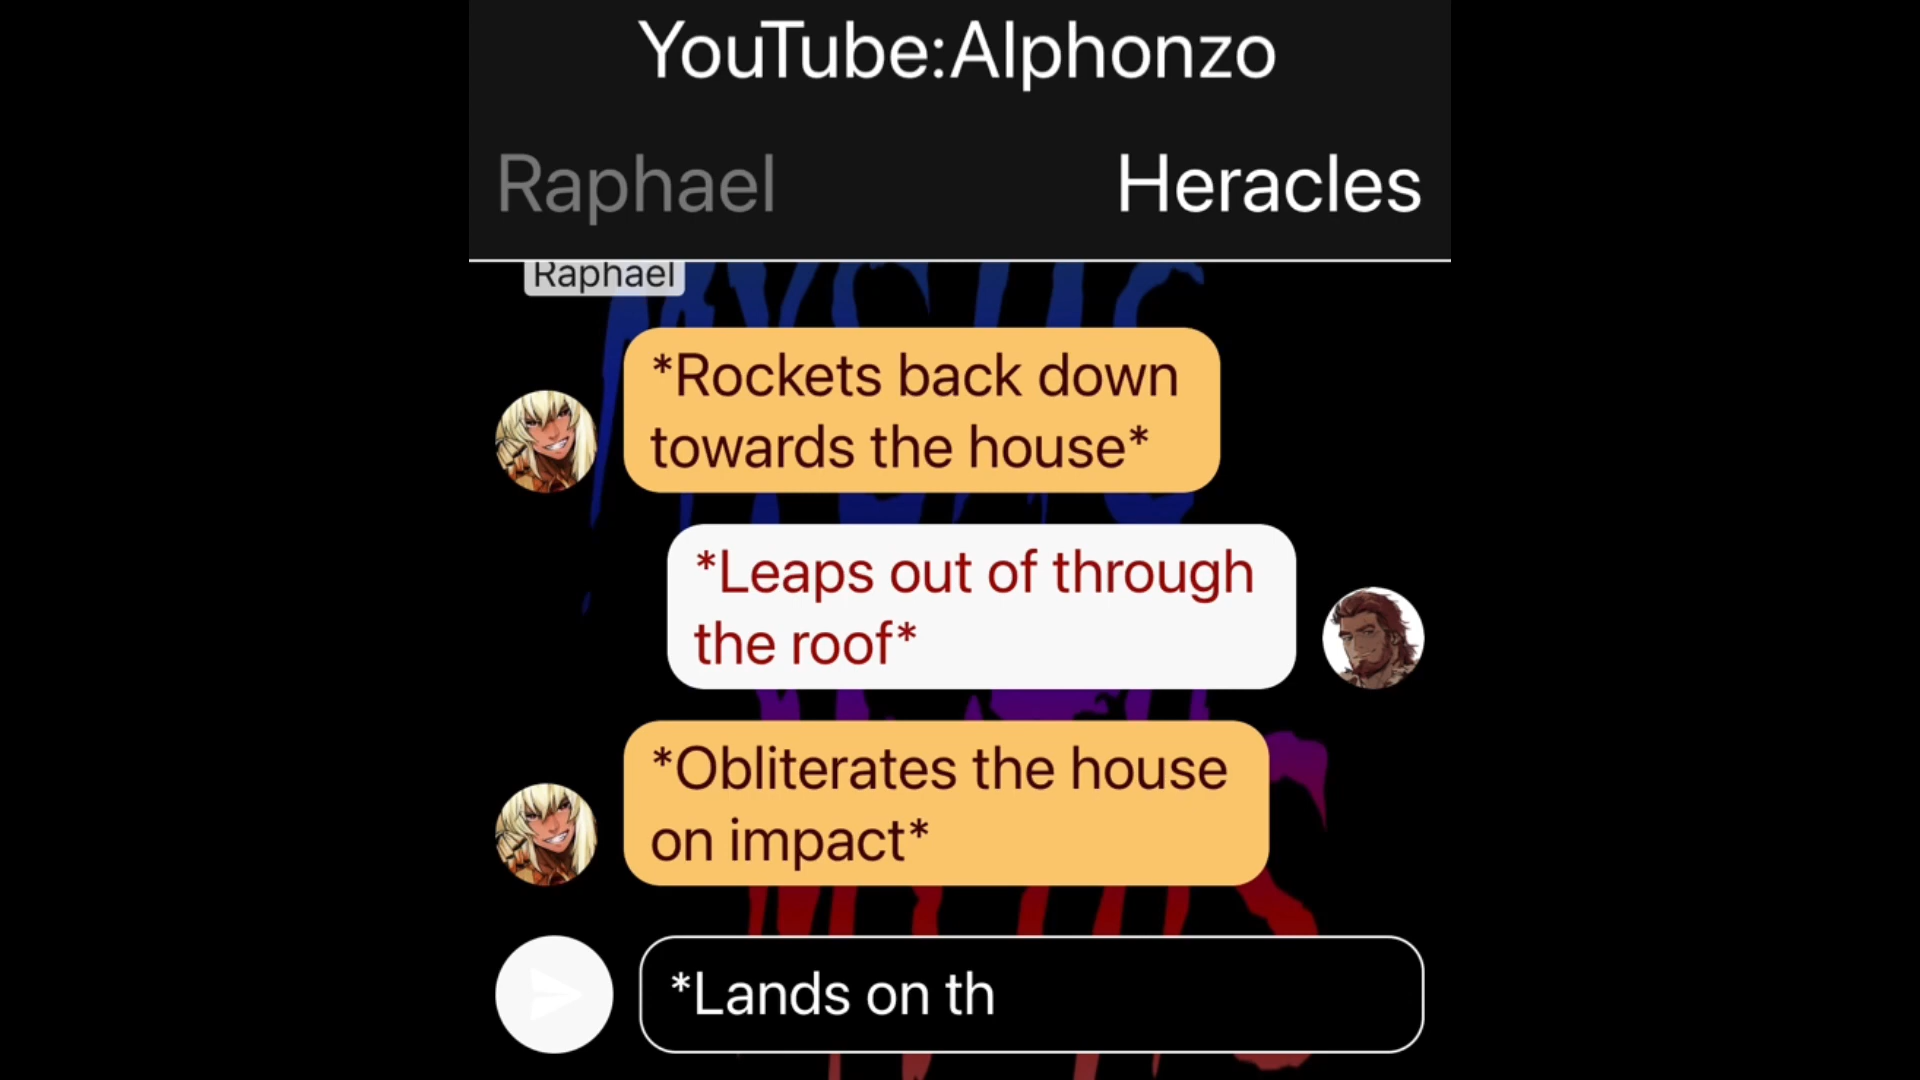 YouTube:Alphonzo
Raphael
Heracles
Raphael
*Rockets back down
towards the house*
*Leaps out of through
the roof*
*Obliterates the house
on impact*
*Lands on th